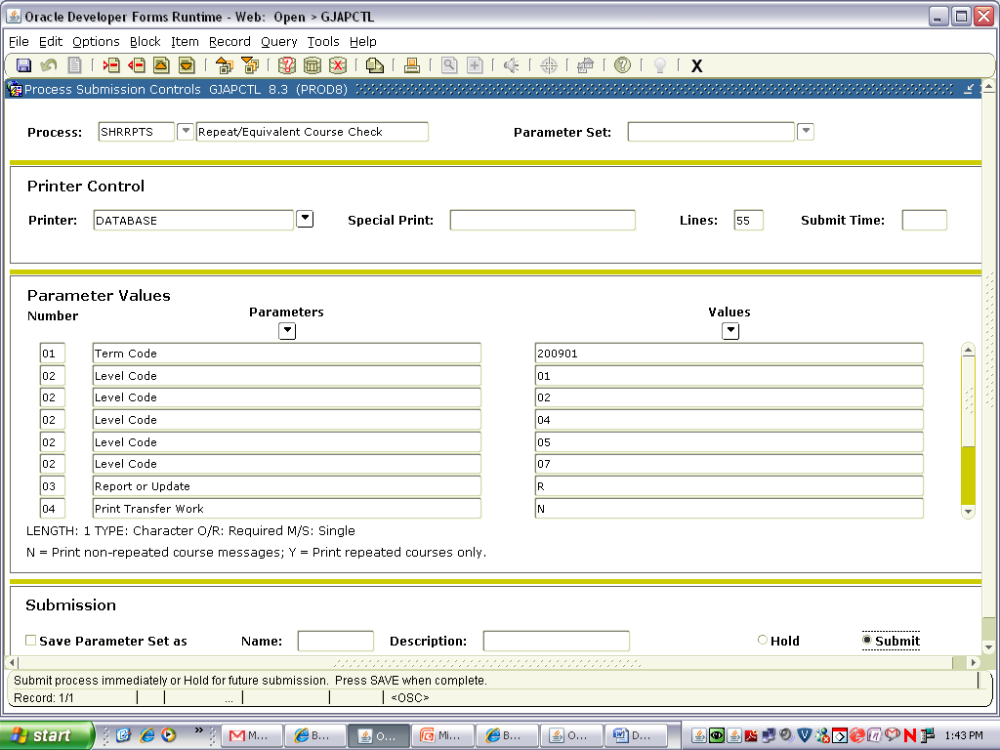 Oracle Developer Forms Runtime - Web: Open > GJAPCTL
File Edit Options Block Item Record Query Tools Help
X
Process Submission Controls GJAPCTL 8.3 (PROD8)
Process: SHRRPTS Repeat/Equivalent Course Check Parameter Set:
Printer Control
Printer: DATABASE Special Print: Lines: 55 Submit Time:
Parameter Values
Number Parameters Values
01 Term Code 200901
02 Level Code 01
02 Level Code 02
02 Level Code 04
02 Level Code 05
02 Level Code 07
03 Report or Update R
04 Print Transfer Work N
LENGTH: 1 TYPE: Character O/R: Required M/S: Single
N = Print non-repeated course messages; Y = Print repeated courses only.
Submission
Save Parameter Set as Name: Description: Hold Submit
Submit process immediately or Hold for future submission. Press SAVE when complete.
Record: 1/1 ... <OSC>
start » M... B... O... Mi... B... O... D... 1:43 PM